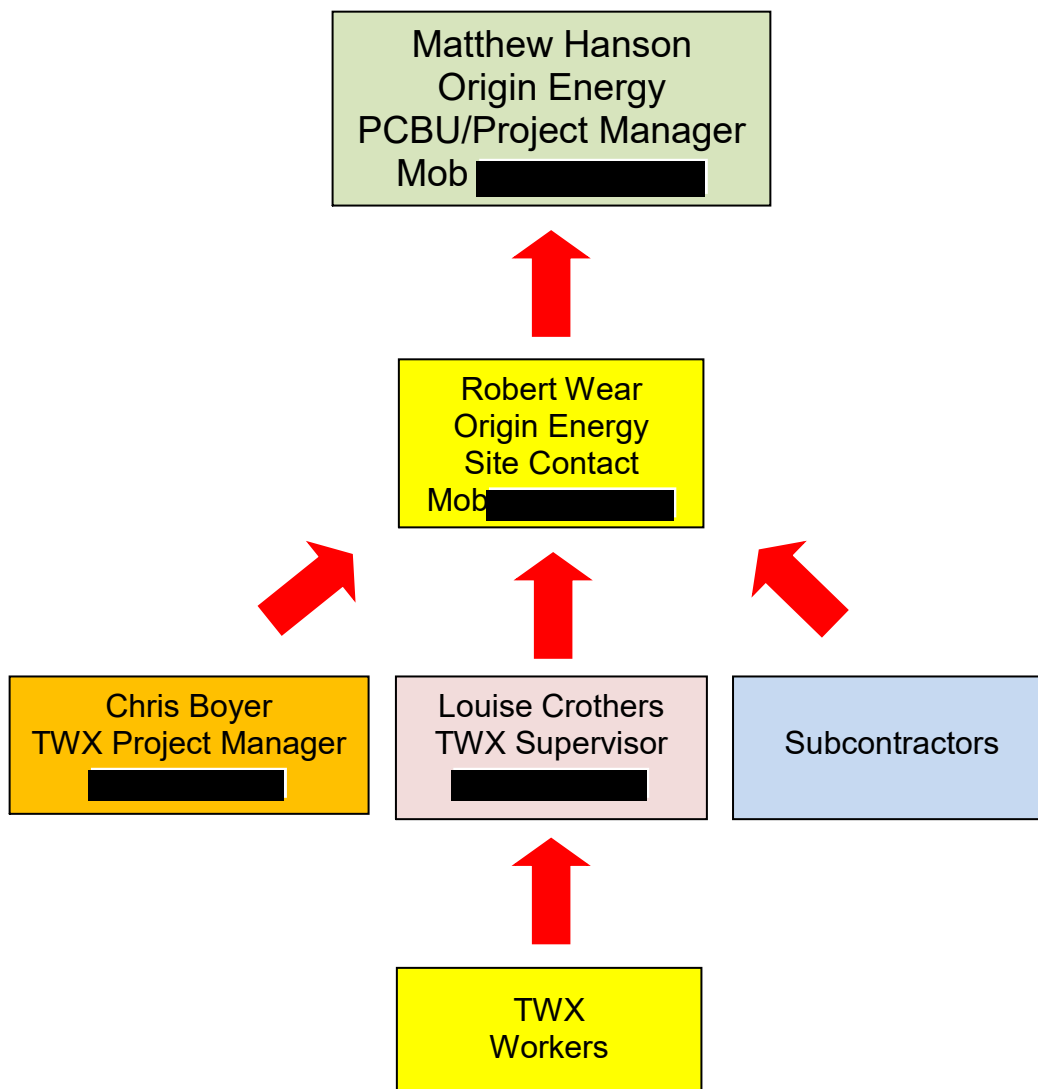 Matthew Hanson
Origin Energy
PCBU/Project Manager
Mob
Robert Wear
Origin Energy
Site Contact
Mob
Chris Boyer
TWX Project Manager
Louise Crothers
TWX Supervisor
Subcontractors
TWX
Workers